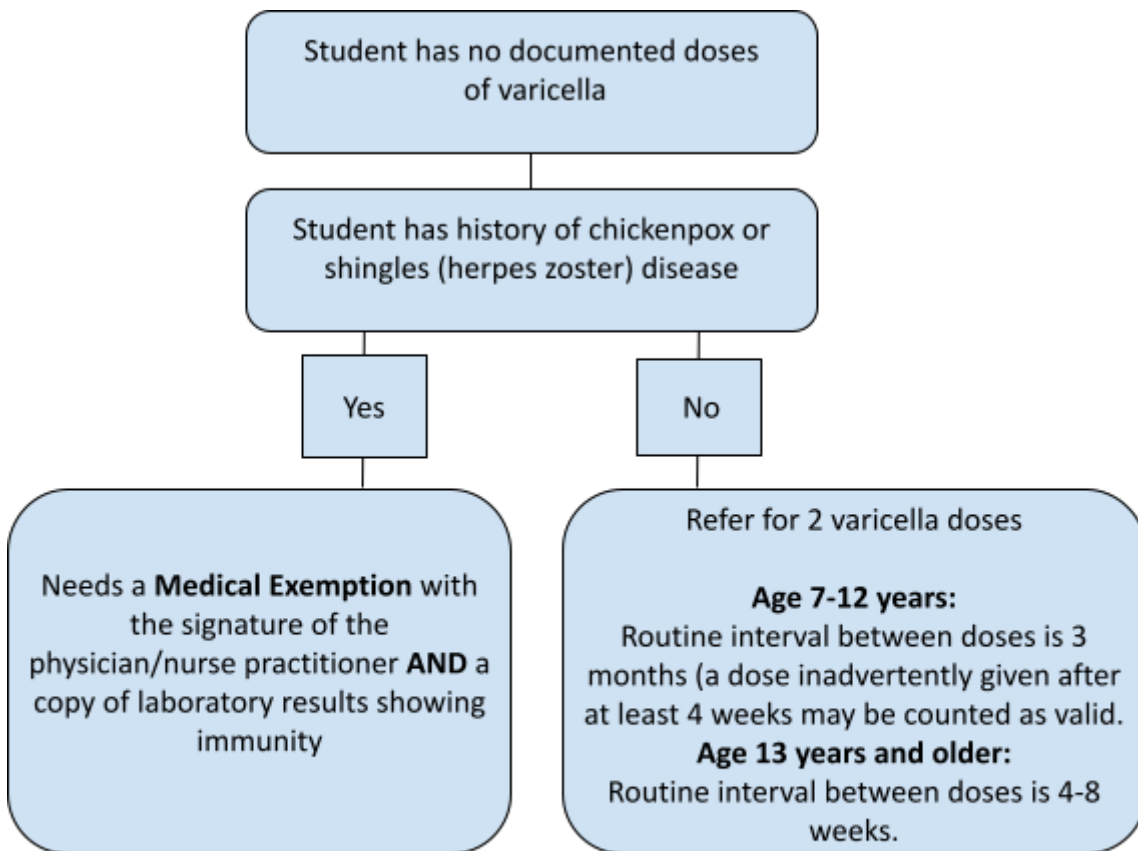 Student has no documented doses
of varicella
Student has history of chickenpox or
shingles (herpes zoster) disease
Yes
No
Needs a Medical Exemption with
the signature of the
physician/nurse practitioner AND a
copy of laboratory results showing
immunity
Refer for 2 varicella doses
Age 7-12 years:
Routine interval between doses is 3
months (a dose inadvertently given after
at least 4 weeks may be counted as valid.
Age 13 years and older:
Routine interval between doses is 4-8
weeks.